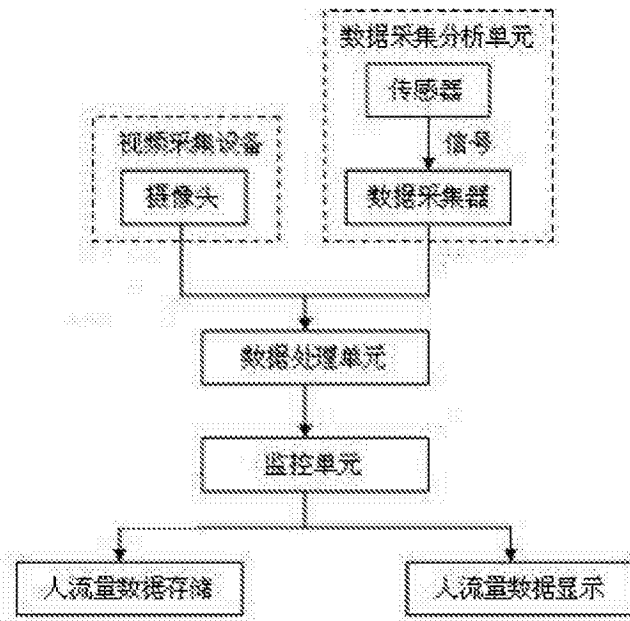 数据采集分析单元
传感器
信号
视频采集设备
摄像头
数据采集器
数据处理单元
监控单元
人流量数据存储
人流量数据显示